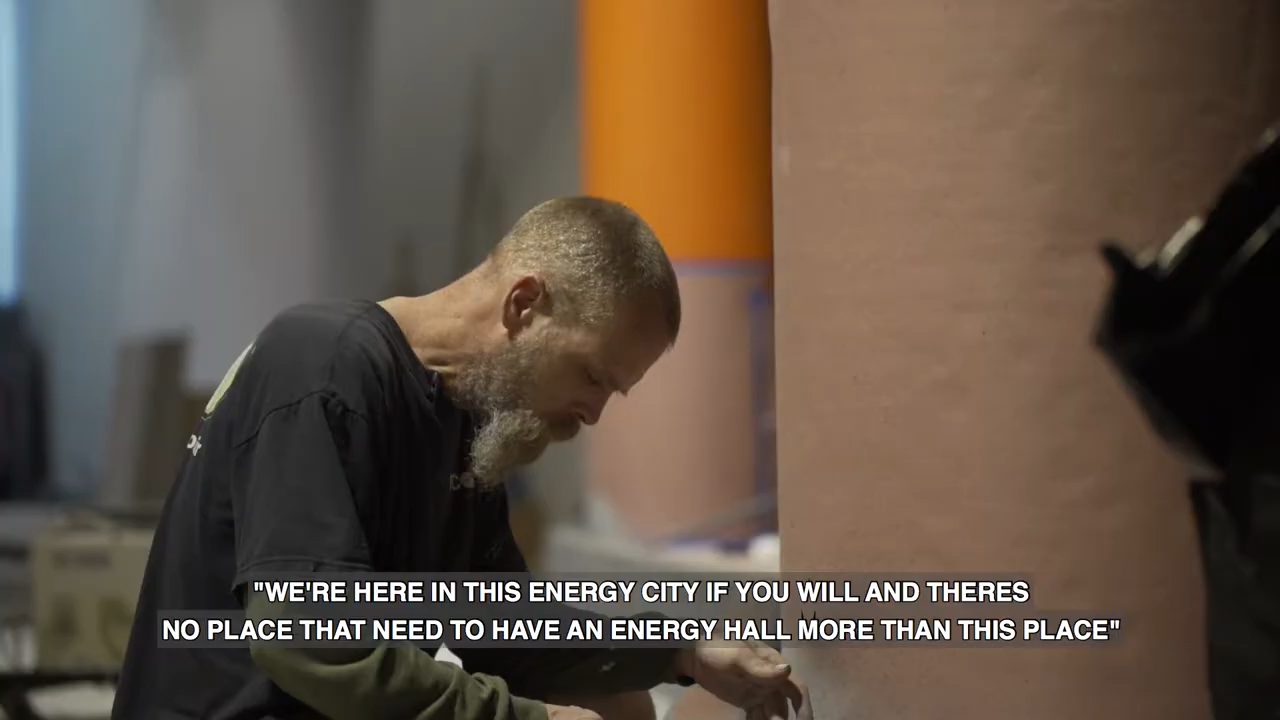 "WE'RE HERE IN THIS ENERGY CITY IF YOU WILL AND THERES
NO PLACE THAT NEED TO HAVE AN ENERGY HALL MORE THAN THIS PLACE"